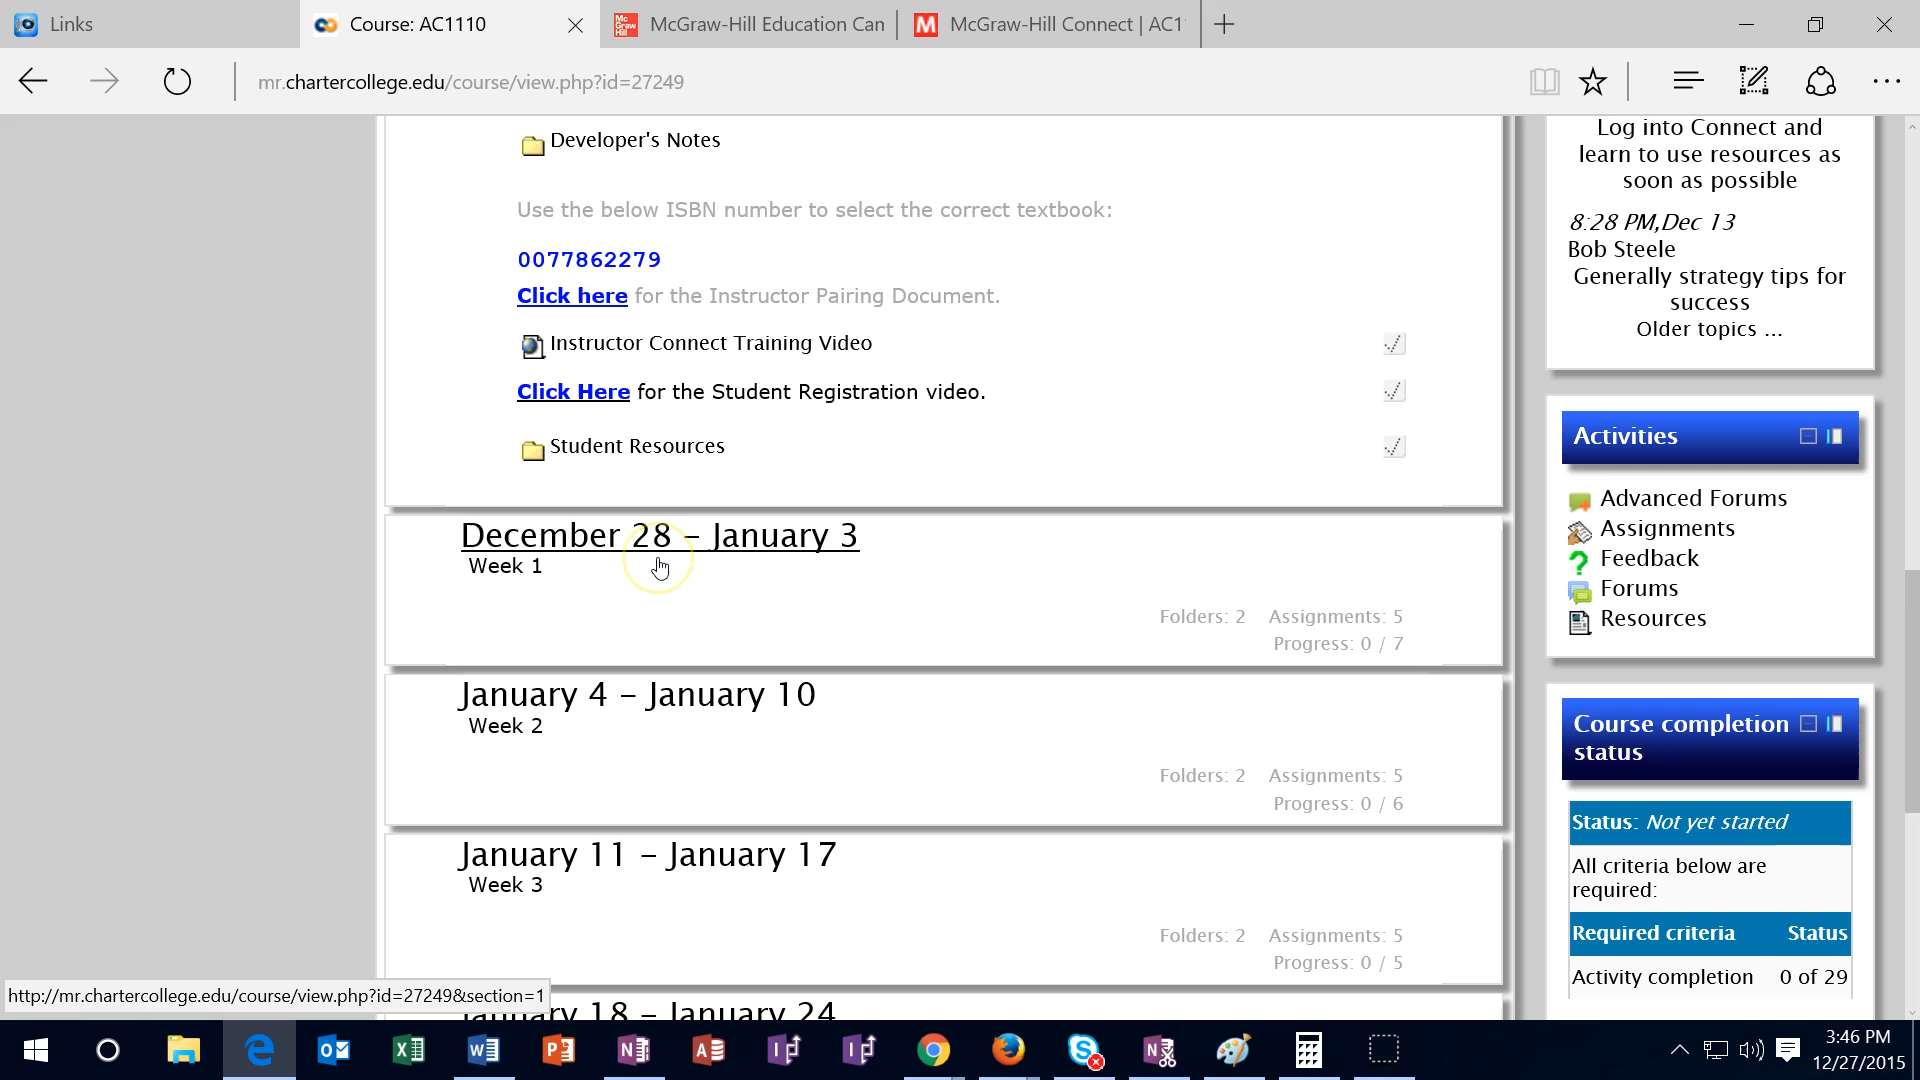 Links
Course: AC1110
McGraw-Hill Education Can
McGraw-Hill Connect | AC1
mr.chartercollege.edu/course/view.php?id=27249
Developer's Notes
Use the below ISBN number to select the correct textbook:
0077862279
Click here for the Instructor Pairing Document.
Instructor Connect Training Video
Click Here for the Student Registration video.
Student Resources
December 28 - January 3
Week 1
Folders: 2 Assignments: 5
Progress: 0 / 7
January 4 - January 10
Week 2
Folders: 2 Assignments: 5
Progress: 0 / 6
January 11 - January 17
Week 3
Folders: 2 Assignments: 5
Progress: 0 / 5
January 18 - January 24
Log into Connect and
learn to use resources as
soon as possible
8:28 PM,Dec 13
Bob Steele
Generally strategy tips for
success
Older topics ...
Activities
Advanced Forums
Assignments
Feedback
Forums
Resources
Course completion
status
Status: Not yet started
All criteria below are
required:
Required criteria Status
Activity completion 0 of 29
http://mr.chartercollege.edu/course/view.php?id=27249&section=1
3:46 PM
12/27/2015